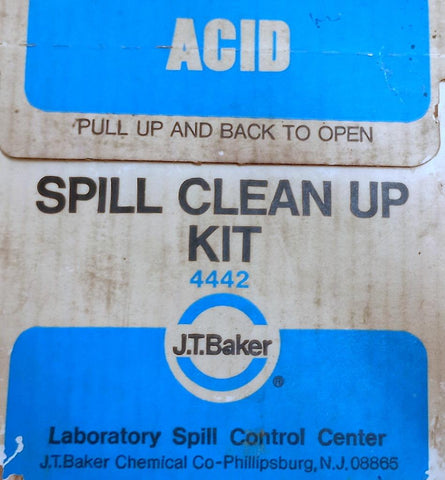 ACID
PULL UP AND BACK TO OPEN
SPILL CLEAN UP
KIT
4442
J.T.Baker
®
Laboratory Spill Control Center
J.T.Baker Chemical Co-Phillipsburg, N.J. 08865